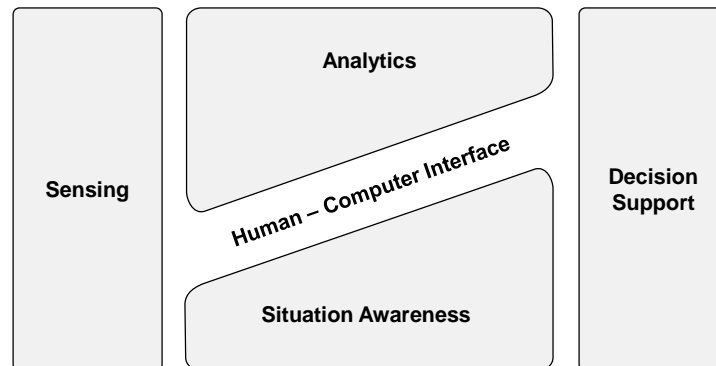 Sensing
Analytics
Human – Computer Interface
Situation Awareness
Decision
Support